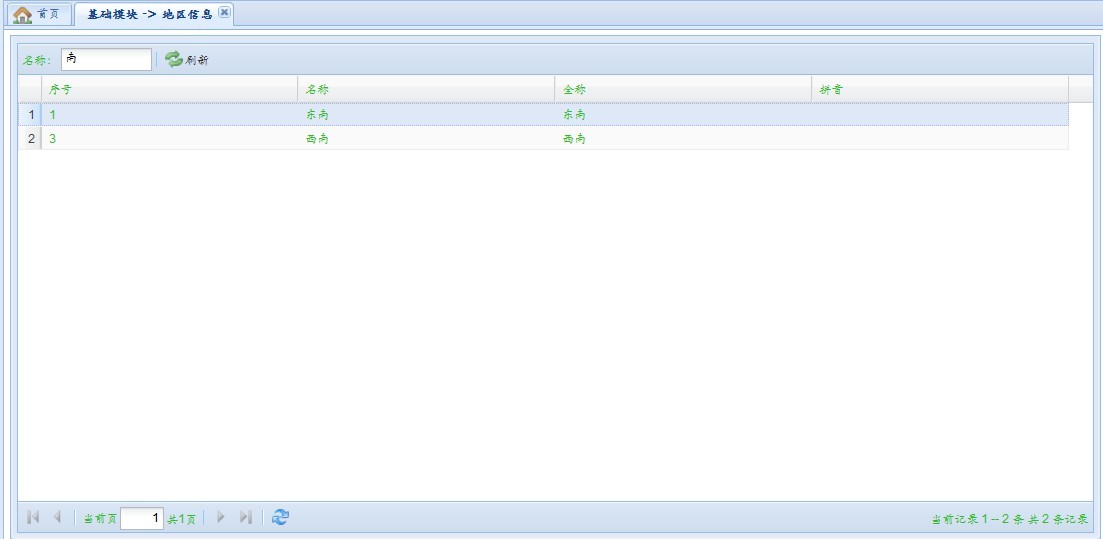 首页 基础模块 -> 地区信息
名称: 南 刷新
序号 名称 全称 拼音
1 1 东南 东南
2 3 西南 西南
当前页 1 共1页 当前记录 1 -- 2 条 共 2 条记录